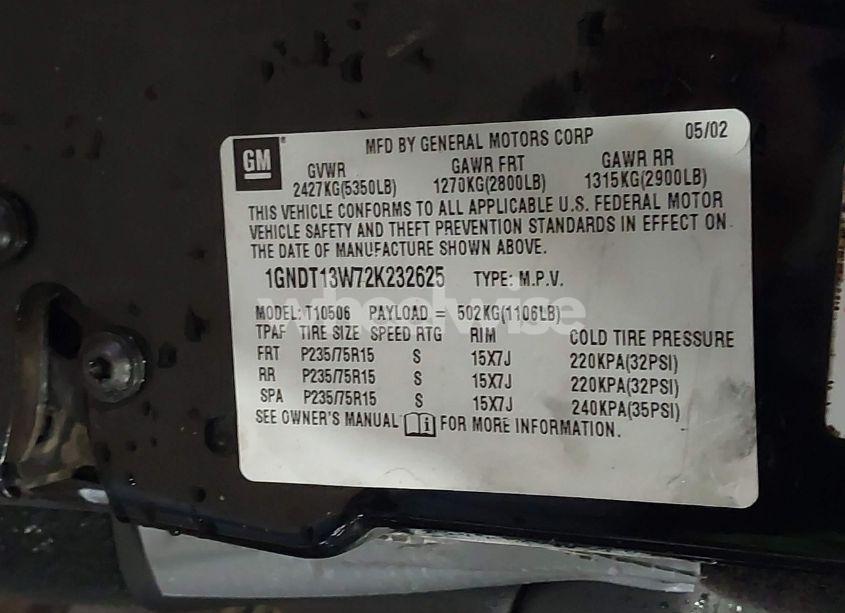 GM
MFD BY GENERAL MOTORS CORP 05/02
GVWR GAWR FRT GAWR RR
2427KG(5350LB) 1270KG(2800LB) 1315KG(2900LB)
THIS VEHICLE CONFORMS TO ALL APPLICABLE U.S. FEDERAL MOTOR
VEHICLE SAFETY AND THEFT PREVENTION STANDARDS IN EFFECT ON
THE DATE OF MANUFACTURE SHOWN ABOVE.
1GNDT13W72K232625 TYPE: M.P.V.
wheelwise
MODEL: T10506 PAYLOAD = 502KG(1106LB)
TPAF TIRE SIZE SPEED RTG RIM COLD TIRE PRESSURE
FRT P235/75R15 S 15X7J 220KPA(32PSI)
RR P235/75R15 S 15X7J 220KPA(32PSI)
SPA P235/75R15 S 15X7J 240KPA(35PSI)
SEE OWNER'S MANUAL i FOR MORE INFORMATION.